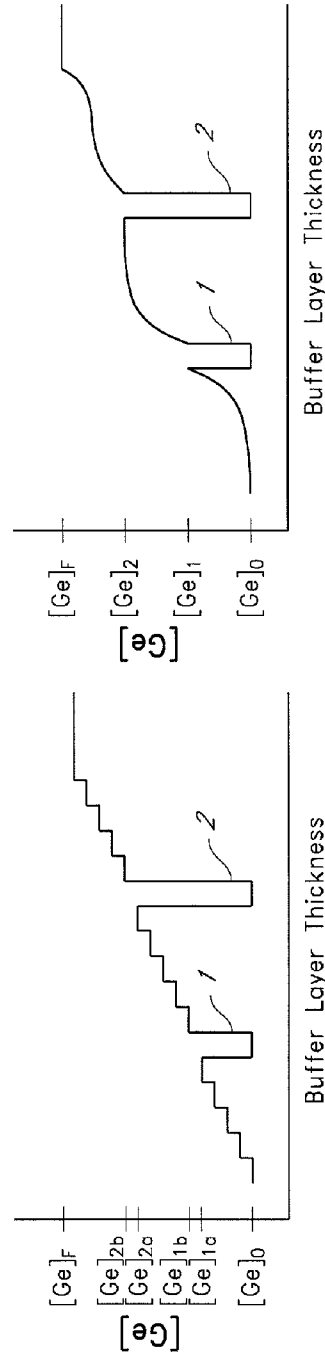 [Ge]
[Ge]F
[Ge]2b
[Ge]2a
[Ge]1b
[Ge]1a
[Ge]0
1
2
Buffer Layer Thickness
[Ge]
[Ge]F
[Ge]2
[Ge]1
[Ge]0
1
2
Buffer Layer Thickness